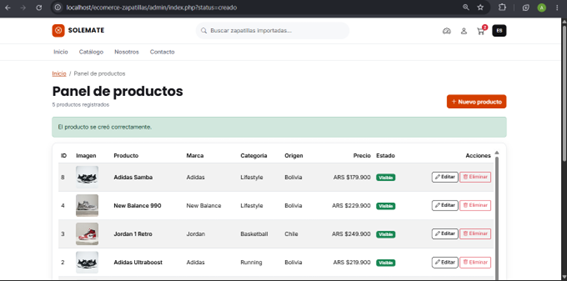 localhost/ecomerce-zapatillas/admin/index.php?status=creado
SOLEMATE
Buscar zapatillas importadas...
ES
Inicio Catálogo Nosotros Contacto
Inicio / Panel de productos
Panel de productos
5 productos registrados
+ Nuevo producto
El producto se creó correctamente.
ID Imagen Producto Marca Categoría Origen Precio Estado Acciones
8 Adidas Samba Adidas Lifestyle Bolivia ARS $179.900 Visible Editar Eliminar
4 New Balance 990 New Balance Lifestyle Bolivia ARS $229.900 Visible Editar Eliminar
3 Jordan 1 Retro Jordan Basketball Chile ARS $249.900 Visible Editar Eliminar
2 Adidas Ultraboost Adidas Running Bolivia ARS $219.900 Visible Editar Eliminar